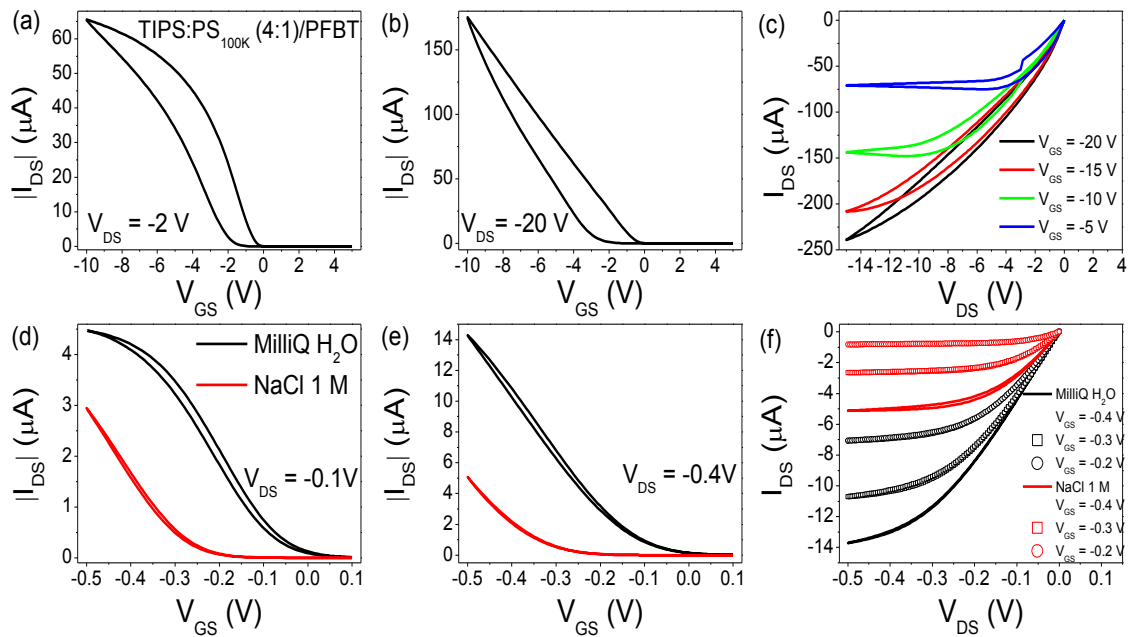 (a)
TIPS:PS100K (4:1)/PFBT
|IDS| (µA)
60
50
40
30
20
10
0
VDS = -2 V
-10 -8 -6 -4 -2 0 2 4
VGS (V)
(b)
|IDS| (µA)
175
150
125
100
75
50
25
0
VDS = -20 V
-10 -8 -6 -4 -2 0 2 4
VGS (V)
(c)
IDS (µA)
0
-50
-100
-150
-200
-250
VGS = -20 V
VGS = -15 V
VGS = -10 V
VGS = -5 V
-14 -12 -10 -8 -6 -4 -2 0 2 4
VDS (V)
(d)
|IDS| (µA)
4
3
2
1
0
MilliQ H2O
NaCl 1 M
VDS = -0.1V
-0.5 -0.4 -0.3 -0.2 -0.1 0.0 0.1
VGS (V)
(e)
|IDS| (µA)
14
12
10
8
6
4
2
0
VDS = -0.4V
-0.5 -0.4 -0.3 -0.2 -0.1 0.0 0.1
VGS (V)
(f)
IDS (µA)
0
-2
-4
-6
-8
-10
-12
-14
MilliQ H2O
VGS = -0.4 V
VGS = -0.3 V
VGS = -0.2 V
NaCl 1 M
VGS = -0.4 V
VGS = -0.3 V
VGS = -0.2 V
-0.5 -0.4 -0.3 -0.2 -0.1 0.0 0.1
VDS (V)